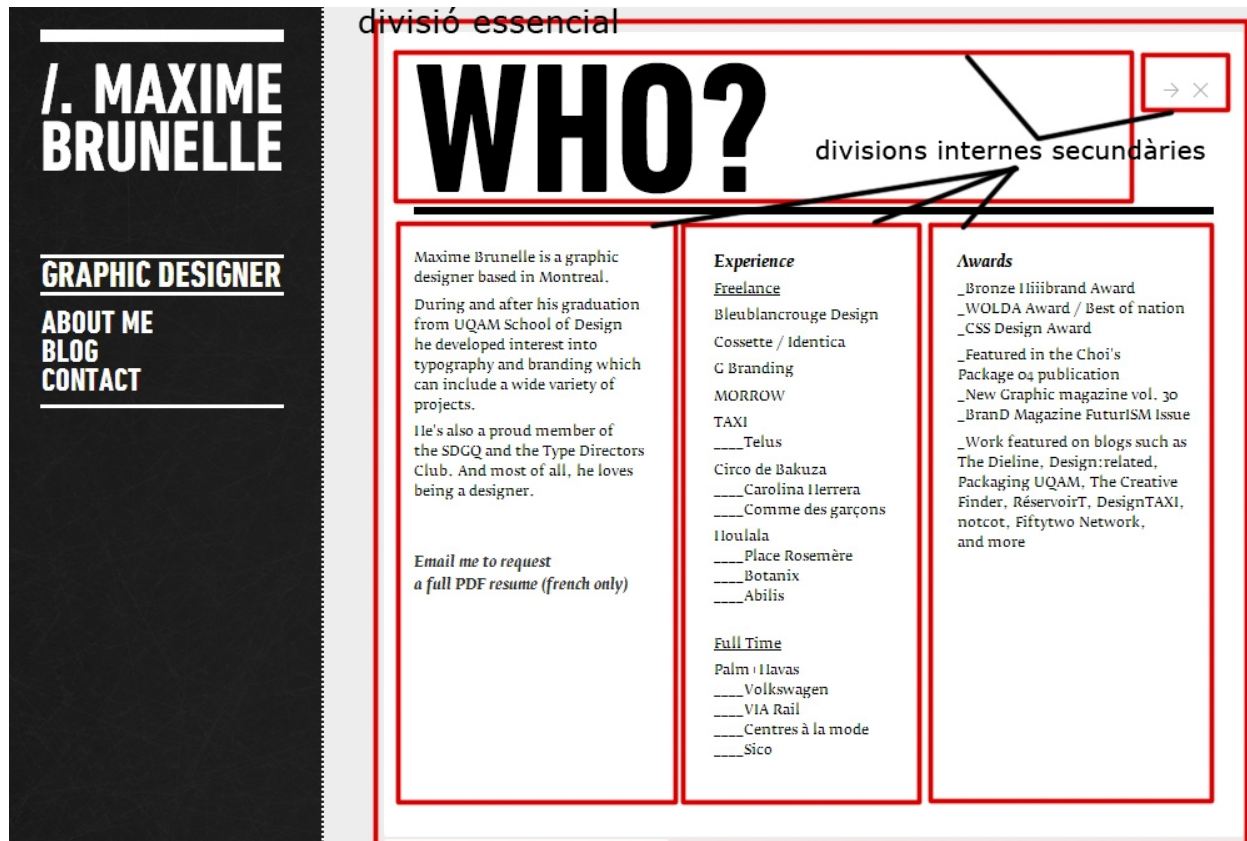 divisió essencial
/. MAXIME
BRUNELLE
GRAPHIC DESIGNER
ABOUT ME
BLOG
CONTACT
WHO?
divisions internes secundàries
Maxime Brunelle is a graphic
designer based in Montreal.
During and after his graduation
from UQAM School of Design
he developed interest into
typography and branding which
can include a wide variety of
projects.
He's also a proud member of
the SDGQ and the Type Directors
Club. And most of all, he loves
being a designer.
Email me to request
a full PDF resume (french only)
Experience
Freelance
Bleublancrouge Design
Cossette / Identica
G Branding
MORROW
TAXI
____Telus
Circo de Bakuza
____Carolina Herrera
____Comme des garçons
Houlala
____Place Rosemère
____Botanix
____Abilis
Full Time
Palm+Havas
____Volkswagen
____VIA Rail
____Centres à la mode
____Sico
Awards
_Bronze Hiiibrand Award
_WOLDA Award / Best of nation
_CSS Design Award
_Featured in the Choi's
Package 04 publication
_New Graphic magazine vol. 30
_BranD Magazine FuturISM Issue
_Work featured on blogs such as
The Dieline, Design:related,
Packaging UQAM, The Creative
Finder, RéservoirT, DesignTAXI,
notcot, Fiftytwo Network,
and more